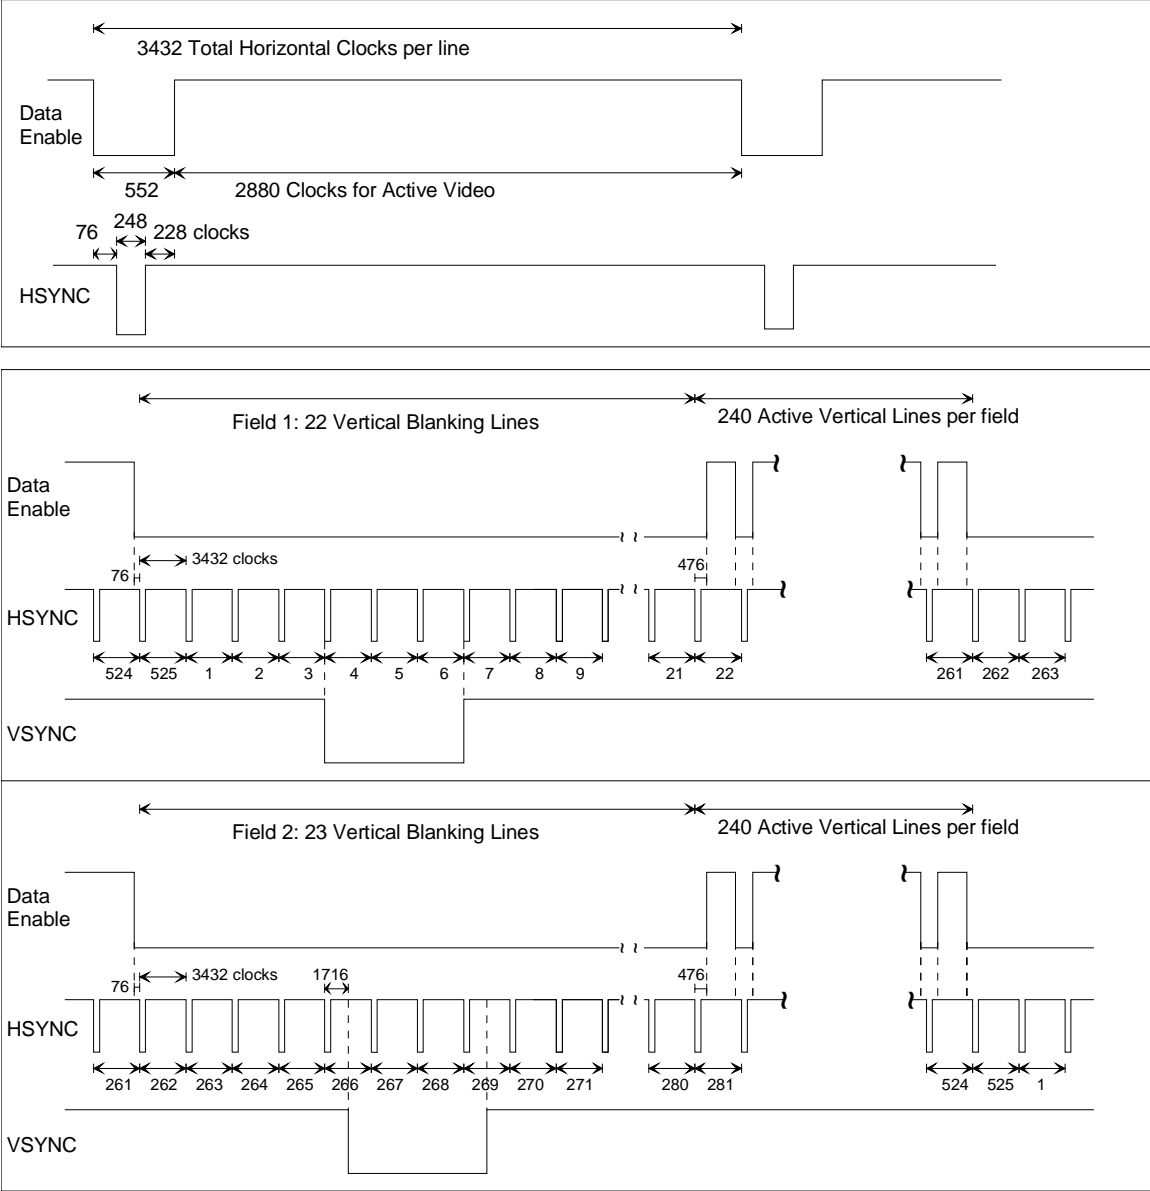 3432 Total Horizontal Clocks per line
Data
Enable
552
2880 Clocks for Active Video
76
248
228 clocks
HSYNC
Field 1: 22 Vertical Blanking Lines
240 Active Vertical Lines per field
Data
Enable
76
3432 clocks
476
HSYNC
524 525 1 2 3 4 5 6 7 8 9 21 22 261 262 263
VSYNC
Field 2: 23 Vertical Blanking Lines
240 Active Vertical Lines per field
Data
Enable
76
3432 clocks
1716
476
HSYNC
261 262 263 264 265 266 267 268 269 270 271 280 281 524 525 1
VSYNC